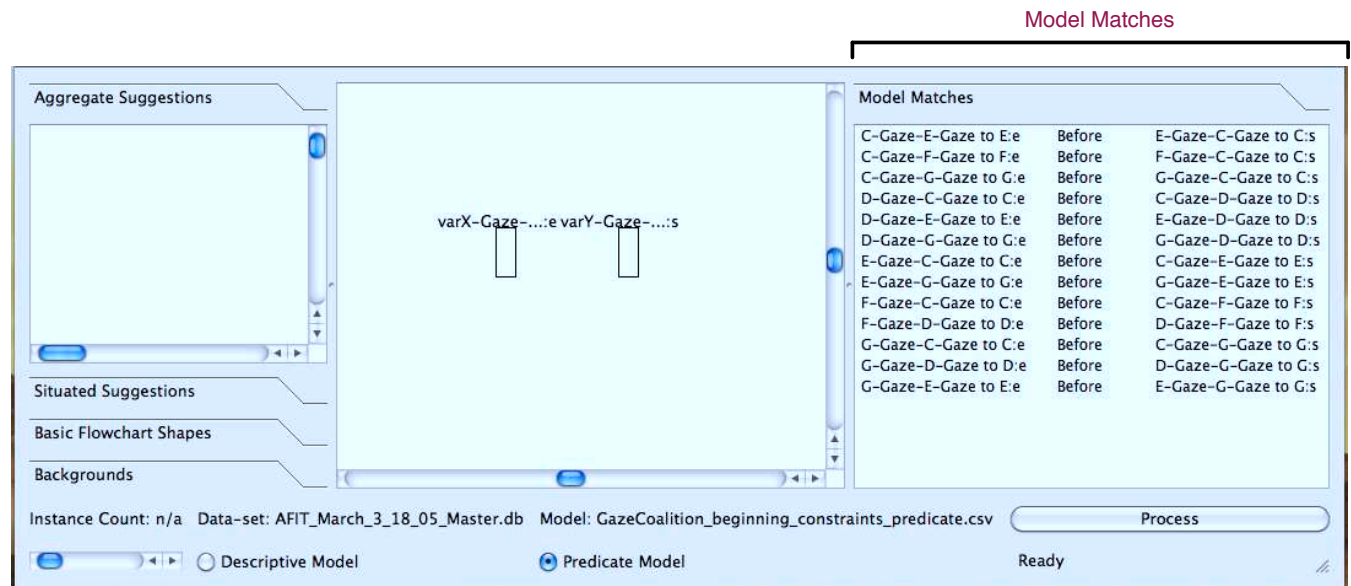 Model Matches
Aggregate Suggestions
Situated Suggestions
Basic Flowchart Shapes
Backgrounds
varX-Gaze-...:e varY-Gaze-...:s
Model Matches
C-Gaze-E-Gaze to E:e Before E-Gaze-C-Gaze to C:s
C-Gaze-F-Gaze to F:e Before F-Gaze-C-Gaze to C:s
C-Gaze-G-Gaze to G:e Before G-Gaze-C-Gaze to C:s
D-Gaze-C-Gaze to C:e Before C-Gaze-D-Gaze to D:s
D-Gaze-E-Gaze to E:e Before E-Gaze-D-Gaze to D:s
D-Gaze-G-Gaze to G:e Before G-Gaze-D-Gaze to D:s
E-Gaze-C-Gaze to C:e Before C-Gaze-E-Gaze to E:s
E-Gaze-G-Gaze to G:e Before G-Gaze-E-Gaze to E:s
F-Gaze-C-Gaze to C:e Before C-Gaze-F-Gaze to F:s
F-Gaze-D-Gaze to D:e Before D-Gaze-F-Gaze to F:s
G-Gaze-C-Gaze to C:e Before C-Gaze-G-Gaze to G:s
G-Gaze-D-Gaze to D:e Before D-Gaze-G-Gaze to G:s
G-Gaze-E-Gaze to E:e Before E-Gaze-G-Gaze to G:s
Instance Count: n/a Data-set: AFIT_March_3_18_05_Master.db Model: GazeCoalition_beginning_constraints_predicate.csv Process
Descriptive Model Predicate Model Ready